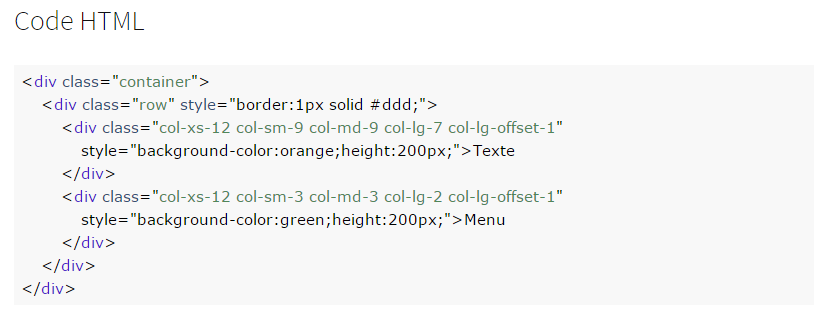 Code HTML
<div class="container">
<div class="row" style="border:1px solid #ddd;">
<div class="col-xs-12 col-sm-9 col-md-9 col-lg-7 col-lg-offset-1"
style="background-color:orange;height:200px;">Texte
</div>
<div class="col-xs-12 col-sm-3 col-md-3 col-lg-2 col-lg-offset-1"
style="background-color:green;height:200px;">Menu
</div>
</div>
</div>